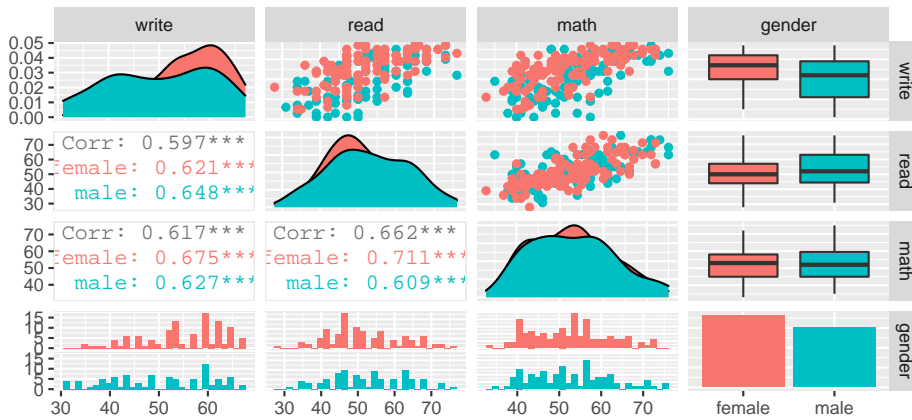 write read math gender
0.05
0.04
0.03
0.02
0.01
0.00
write
70
60
50
40
30
Corr: 0.597***
female: 0.621***
male: 0.648***
read
70
60
50
40
Corr: 0.617***
female: 0.675***
male: 0.627***
Corr: 0.662***
female: 0.711***
male: 0.609***
math
15
10
5
0
15
10
5
0
gender
30 40 50 60 30 40 50 60 70 40 50 60 70 female male